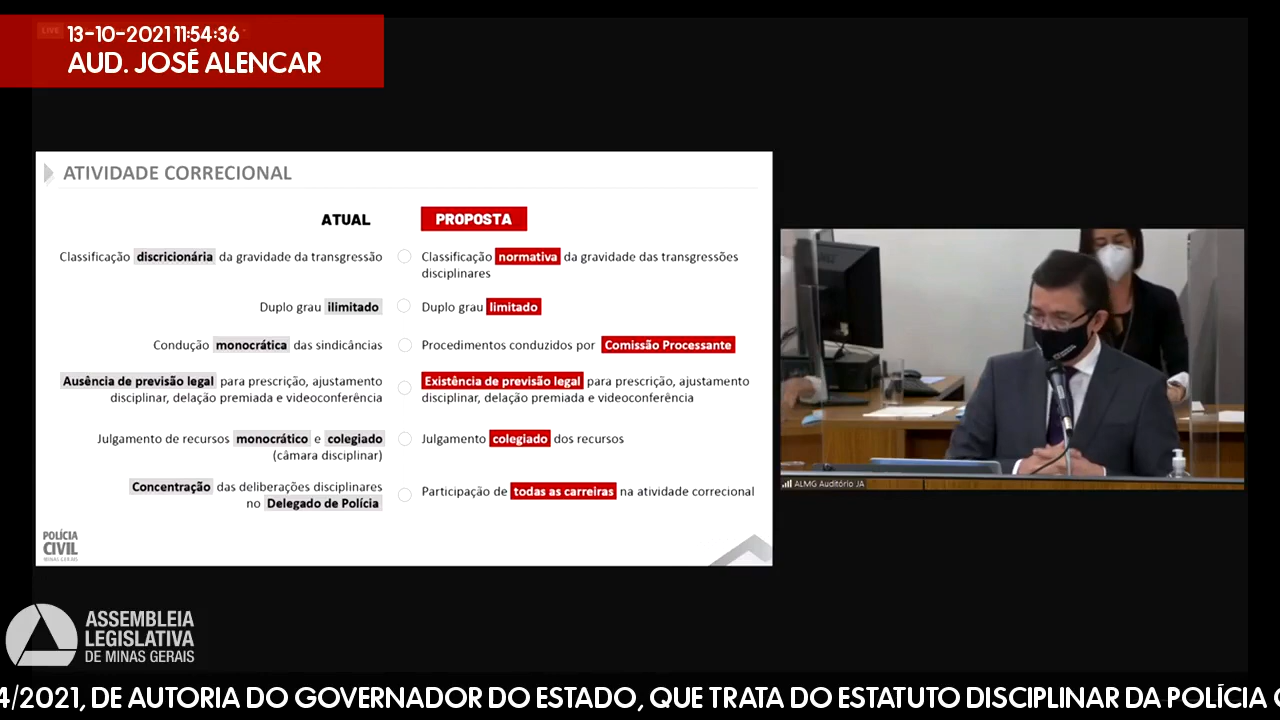 LIVE
13-10-2021 11:54:36
AUD. JOSÉ ALENCAR
ATIVIDADE CORRECIONAL
ATUAL
PROPOSTA
Classificação discricionária da gravidade da transgressão
Classificação normativa da gravidade das transgressões
disciplinares
Duplo grau ilimitado
Duplo grau limitado
Condução monocrática das sindicâncias
Procedimentos conduzidos por Comissão Processante
Ausência de previsão legal para prescrição, ajustamento
disciplinar, delação premiada e videoconferência
Existência de previsão legal para prescrição, ajustamento
disciplinar, delação premiada e videoconferência
Julgamento de recursos monocrático e colegiado
(câmara disciplinar)
Julgamento colegiado dos recursos
Concentração das deliberações disciplinares
no Delegado de Polícia
Participação de todas as carreiras na atividade correcional
POLÍCIA
CIVIL
MINAS GERAIS
ALMG Auditório JA
ASSEMBLEIA
LEGISLATIVA
DE MINAS GERAIS
4/2021, DE AUTORIA DO GOVERNADOR DO ESTADO, QUE TRATA DO ESTATUTO DISCIPLINAR DA POLÍCIA